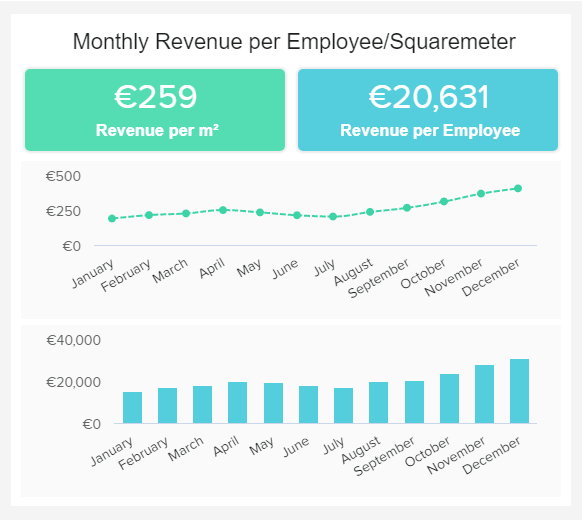 Monthly Revenue per Employee/Squaremeter
€259
Revenue per m²
€20,631
Revenue per Employee
€500
€250
€0
January
February
March
April
May
June
July
August
September
October
November
December
€40,000
€20,000
€0
January
February
March
April
May
June
July
August
September
October
November
December